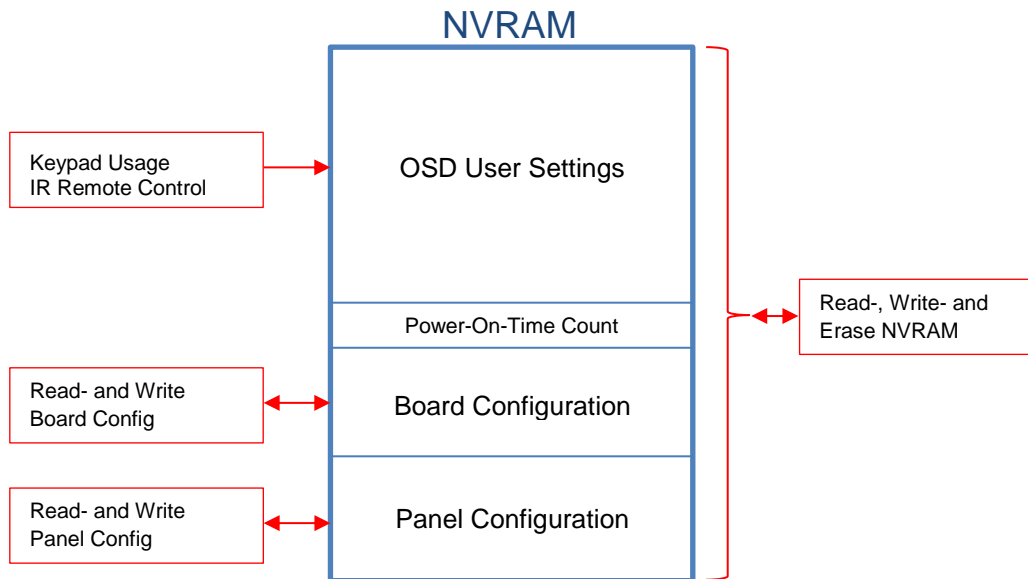 NVRAM
Keypad Usage
IR Remote Control
OSD User Settings
Power-On-Time Count
Read-, Write- and
Erase NVRAM
Read- and Write
Board Config
Board Configuration
Read- and Write
Panel Config
Panel Configuration